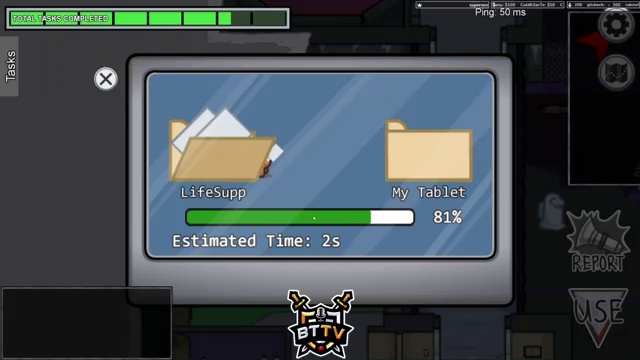 TOTAL TASKS COMPLETED
Ping: 50 ms
Tasks
LifeSupp
My Tablet
81%
Estimated Time: 2s
REPORT
USE
BTTV